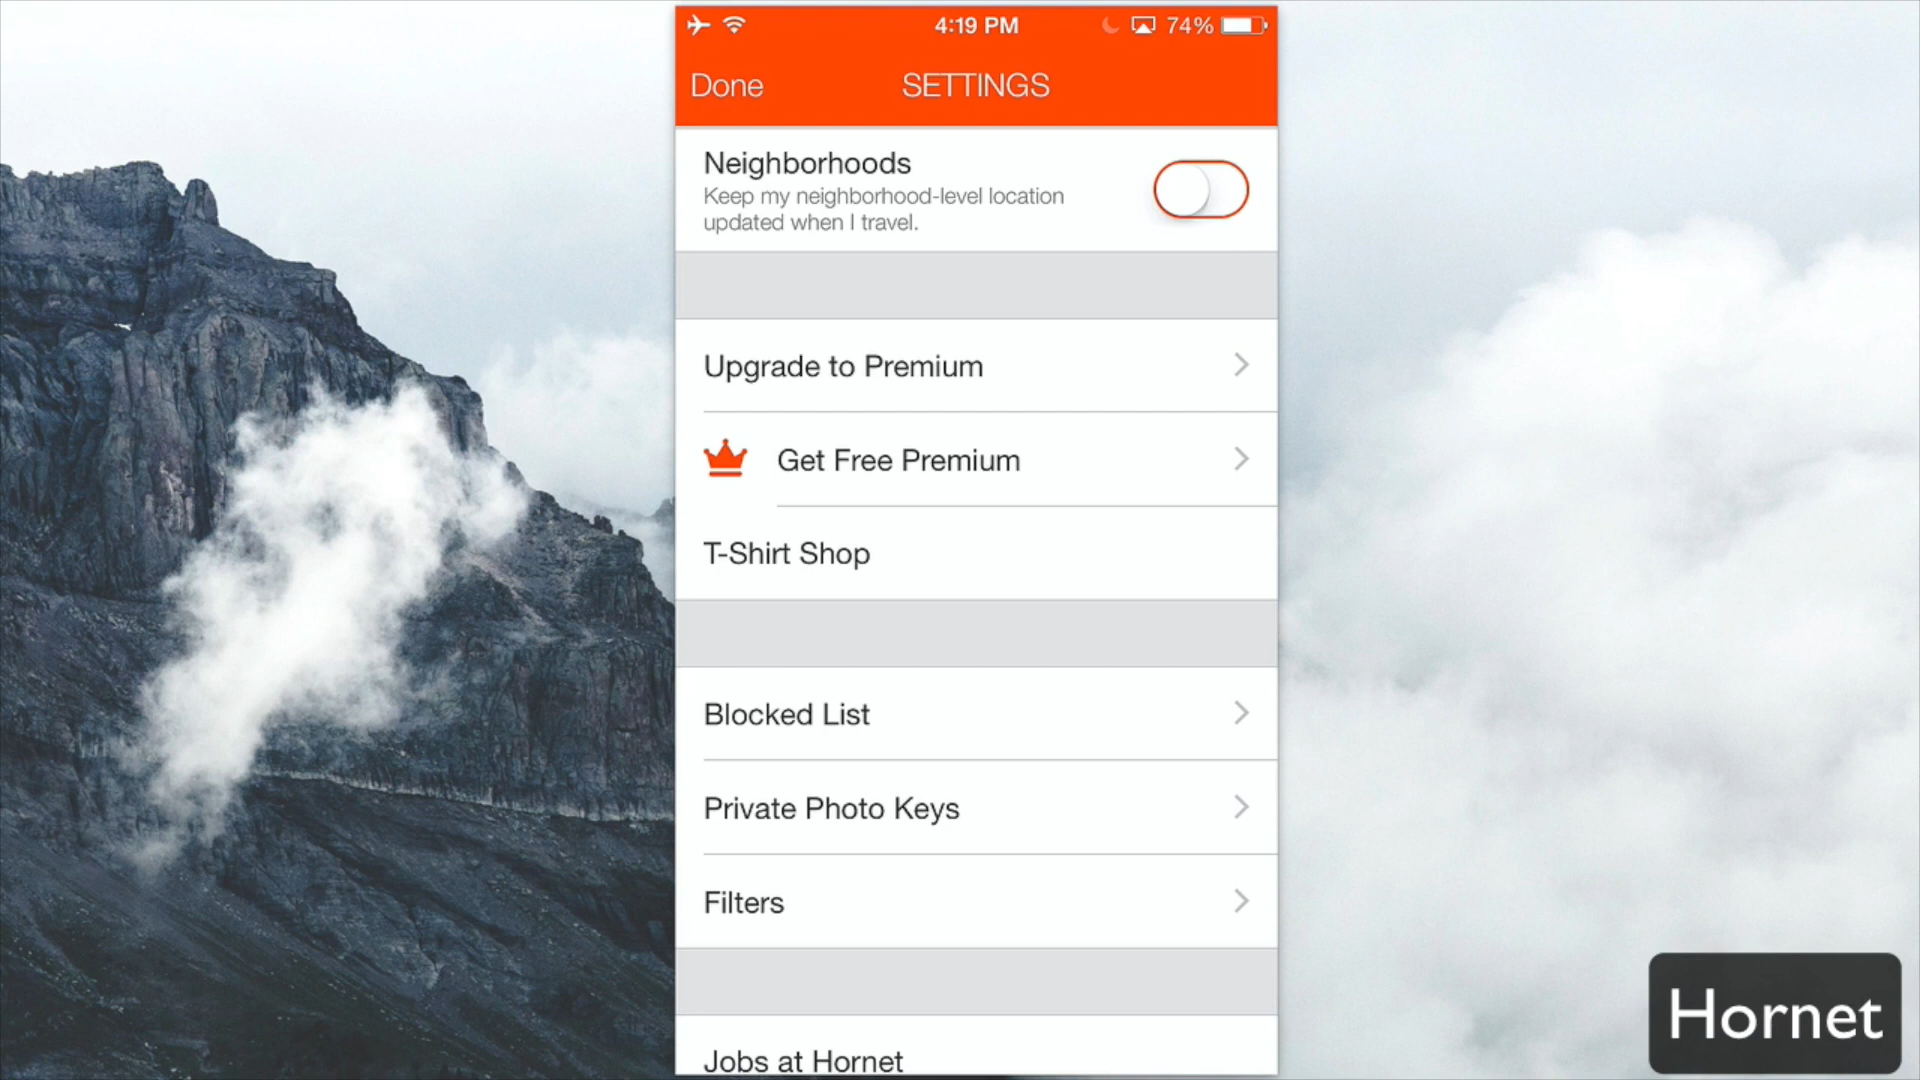 4:19 PM
74%
Done
SETTINGS
Neighborhoods
Keep my neighborhood-level location
updated when I travel.
Upgrade to Premium
Get Free Premium
T-Shirt Shop
Blocked List
Private Photo Keys
Filters
Jobs at Hornet
Hornet